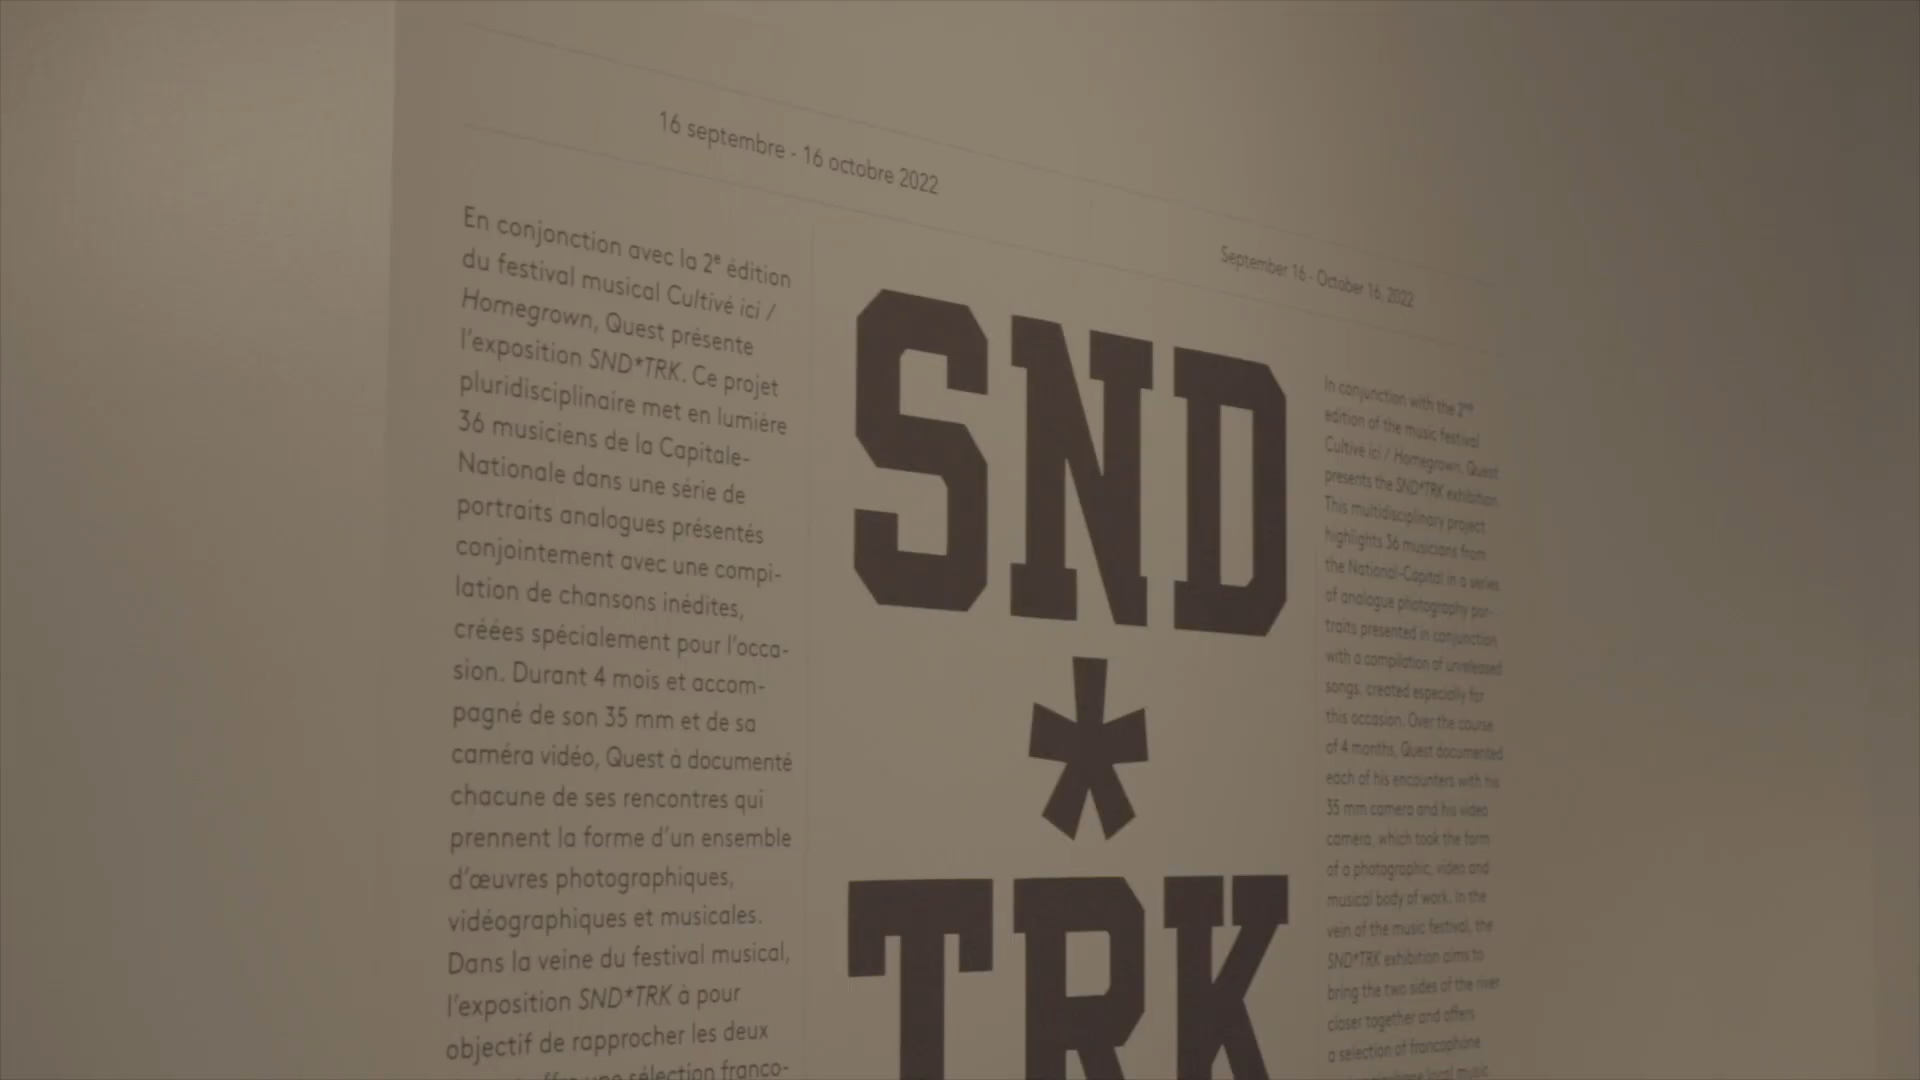 16 septembre - 16 octobre 2022
September 16 - October 16, 2022
En conjonction avec la 2e édition
du festival musical Cultivé ici /
Homegrown, Quest présente
l'exposition SND*TRK. Ce projet
pluridisciplinaire met en lumière
36 musiciens de la Capitale-
Nationale dans une série de
portraits analogues présentés
conjointement avec une compi-
lation de chansons inédites,
créées spécialement pour l'occa-
sion. Durant 4 mois et accom-
pagné de son 35 mm et de sa
caméra vidéo, Quest à documenté
chacune de ses rencontres qui
prennent la forme d'un ensemble
d'œuvres photographiques,
vidéographiques et musicales.
Dans la veine du festival musical,
l'exposition SND*TRK à pour
objectif de rapprocher les deux
une sélection franco-
SND
*
TRK
In conjunction with the 2nd
edition of the music festival
Cultivé ici / Homegrown, Quest
presents the SND*TRK exhibition.
This multidisciplinary project
highlights 36 musicians from
the National-Capital in a series
of analogue photography por-
traits presented in conjunction
with a compilation of unreleased
songs, created especially for
this occasion. Over the course
of 4 months, Quest documented
each of his encounters with his
35 mm camera and his video
camera, which took the form
of a photographic, video and
musical body of work. In the
vein of the music festival, the
SND*TRK exhibition aims to
bring the two sides of the river
closer together and offers
a selection of francophone
local music